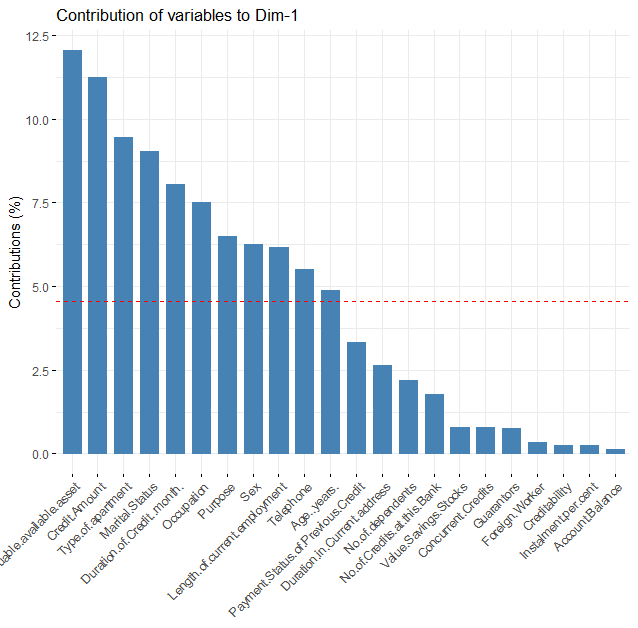 Contribution of variables to Dim-1
Contributions (%)
12.5
10.0
7.5
5.0
2.5
0.0
Credit.Amount
Type.of.apartment
Marital.Status
Duration.of.Credit..month.
Occupation
Purpose
Sex
Length.of.current.employment
Telephone
Age..years.
Payment.Status.of.Previous.Credit
Duration.in.Current.address
No.of.dependents
No.of.Credits.at.this.Bank
Value.Savings.Stocks
Concurrent.Credits
Guarantors
Foreign.Worker
Creditability
Instalment.per.cent
Account.Balance